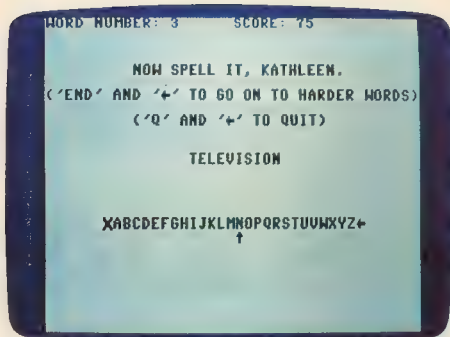 WORD NUMBER: 3 SCORE: 75
NOW SPELL IT, KATHLEEN.
('END' AND '←' TO GO ON TO HARDER WORDS)
('Q' AND '←' TO QUIT)
TELEVISION
XABCDEFGHIJKLMNOPQRSTUVWXYZ←
↑